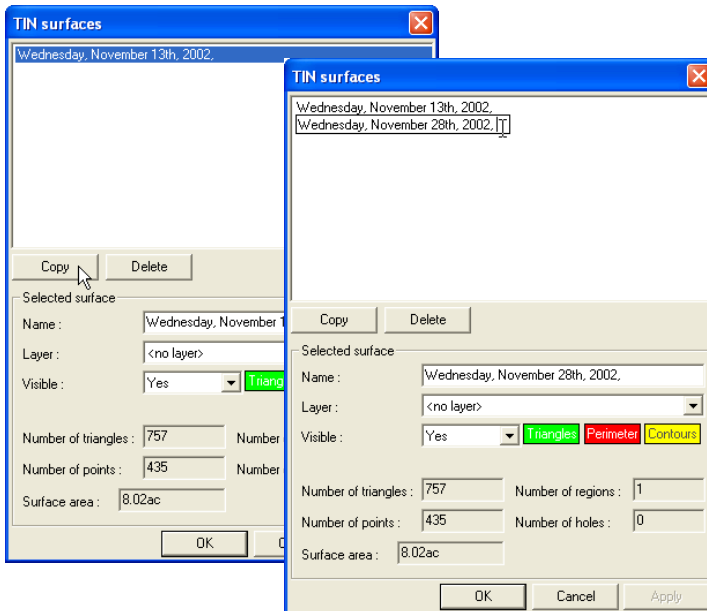 TIN surfaces
Wednesday, November 13th, 2002,
Copy Delete
Selected surface
Name : Wednesday, November
Layer : <no layer>
Visible : Yes
Number of triangles : 757 Number
Number of points : 435 Number
Surface area : 8.02ac
OK
TIN surfaces
Wednesday, November 13th, 2002,
Wednesday, November 28th, 2002,
Copy Delete
Selected surface
Name : Wednesday, November 28th, 2002,
Layer : <no layer>
Visible : Yes Triangles Perimeter Contours
Number of triangles : 757 Number of regions : 1
Number of points : 435 Number of holes : 0
Surface area : 8.02ac
OK Cancel Apply